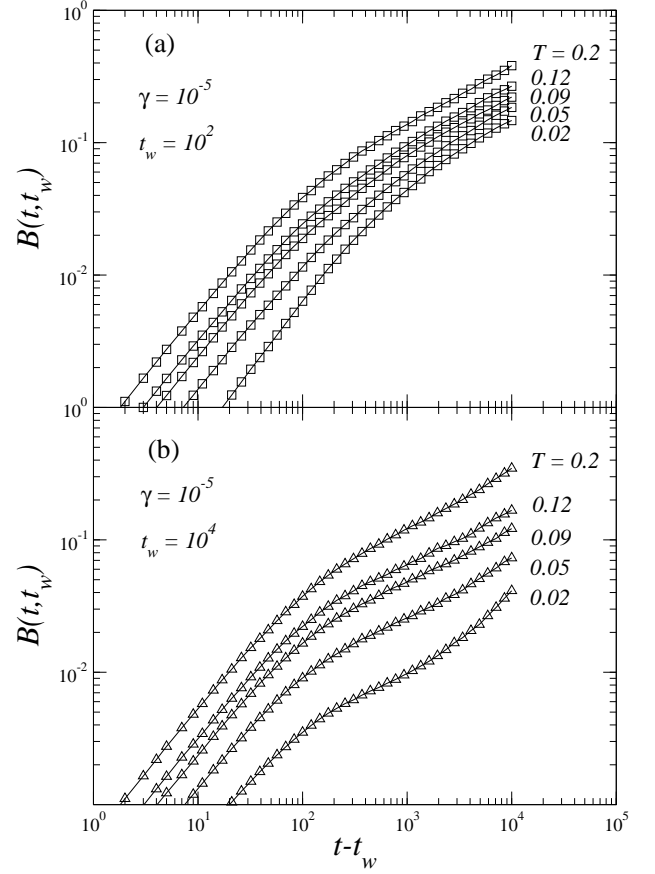 10^0
(a)
T = 0.2
0.12
γ = 10^-5
0.09
0.05
t_w = 10^2
0.02
10^-1
B(t,t_w)
10^-2
10^0
(b)
T = 0.2
γ = 10^-5
0.12
t_w = 10^4
0.09
10^-1
0.05
0.02
B(t,t_w)
10^-2
10^0 10^1 10^2 10^3 10^4 10^5
t-t_w